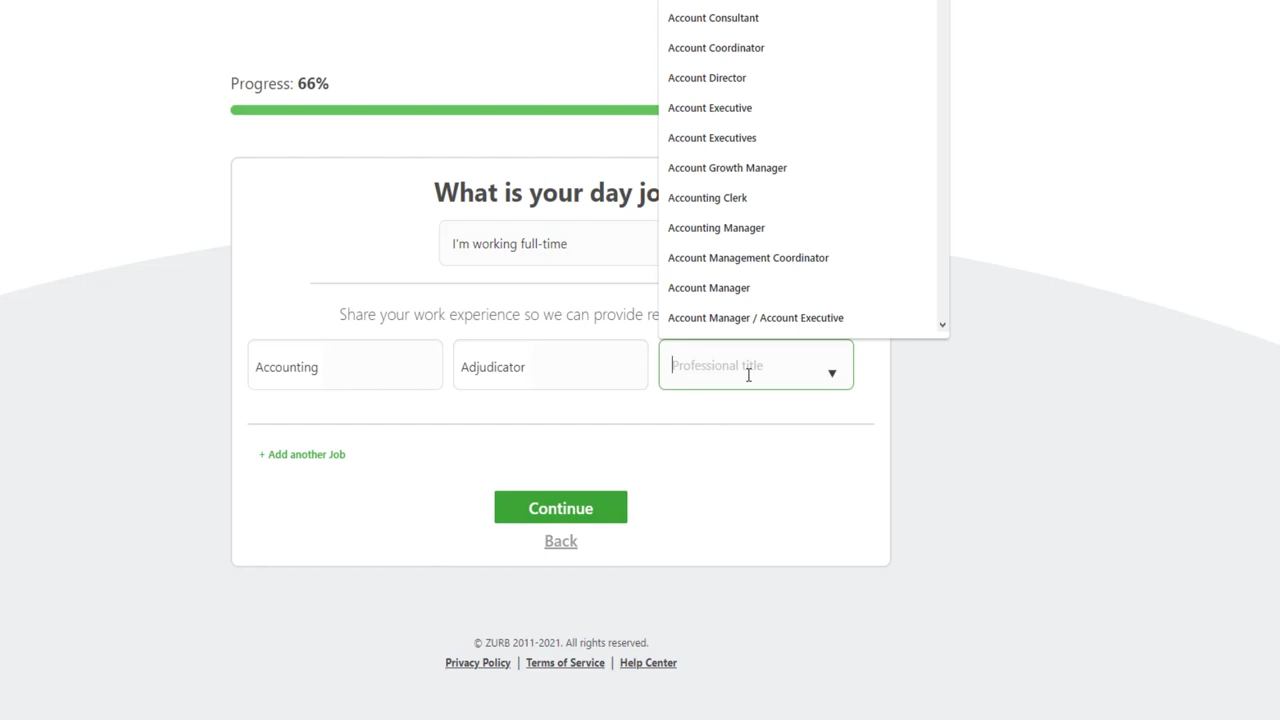 Account Consultant
Account Coordinator
Account Director
Account Executive
Account Executives
Account Growth Manager
Accounting Clerk
Accounting Manager
Account Management Coordinator
Account Manager
Account Manager / Account Executive
Progress: 66%
What is your day jo
I'm working full-time
Share your work experience so we can provide re
Accounting
Adjudicator
Professional title
+ Add another Job
Continue
Back
© ZURB 2011-2021. All rights reserved.
Privacy Policy | Terms of Service | Help Center